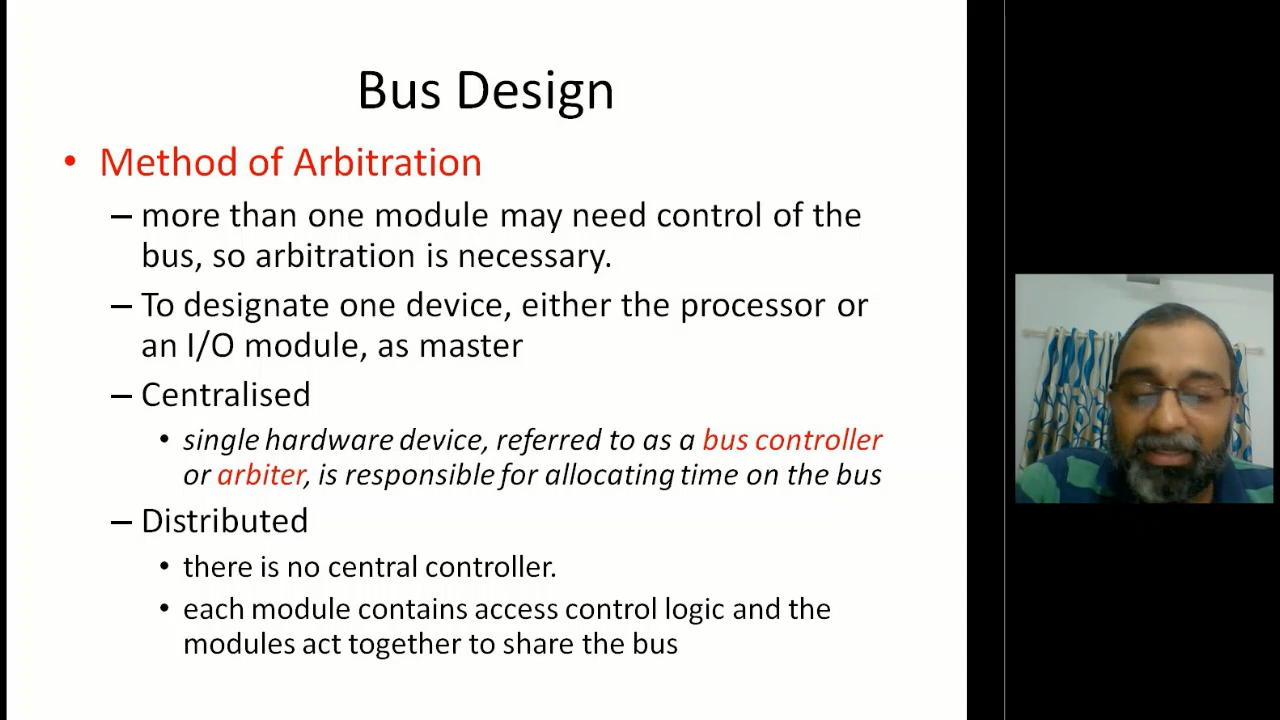 Bus Design
• Method of Arbitration
– more than one module may need control of the
bus, so arbitration is necessary.
– To designate one device, either the processor or
an I/O module, as master
– Centralised
• single hardware device, referred to as a bus controller
or arbiter, is responsible for allocating time on the bus
– Distributed
• there is no central controller.
• each module contains access control logic and the
modules act together to share the bus